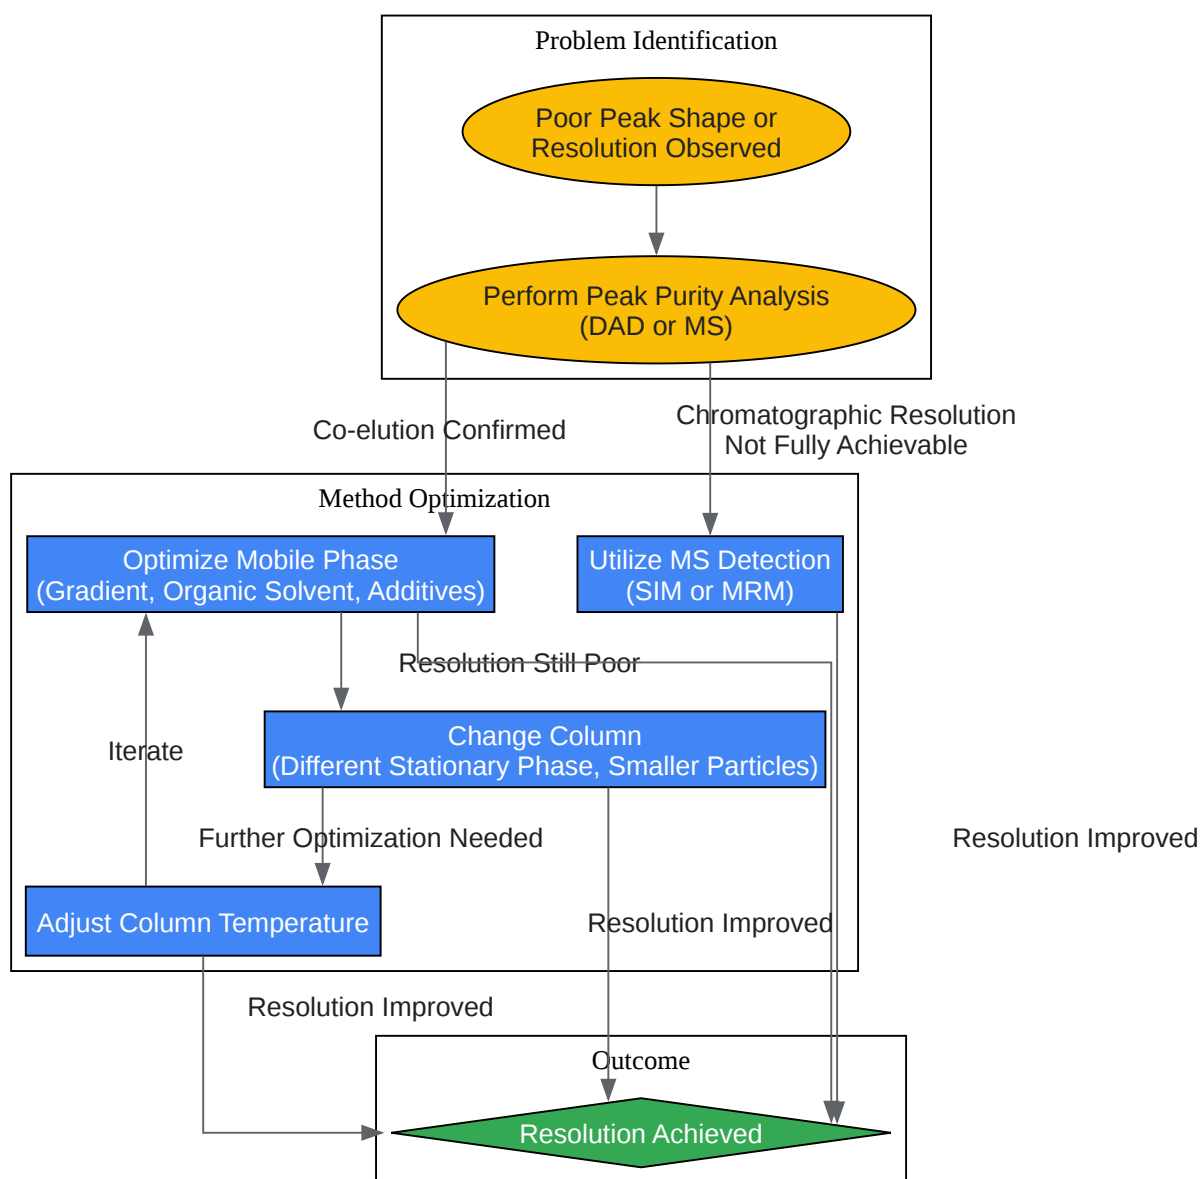 Problem Identification
Poor Peak Shape or
Resolution Observed
Perform Peak Purity Analysis
(DAD or MS)
Co-elution Confirmed
Chromatographic Resolution
Not Fully Achievable
Method Optimization
Optimize Mobile Phase
(Gradient, Organic Solvent, Additives)
Utilize MS Detection
(SIM or MRM)
Resolution Still Poor
Change Column
(Different Stationary Phase, Smaller Particles)
Iterate
Further Optimization Needed
Resolution Improved
Adjust Column Temperature
Resolution Improved
Resolution Improved
Outcome
Resolution Achieved